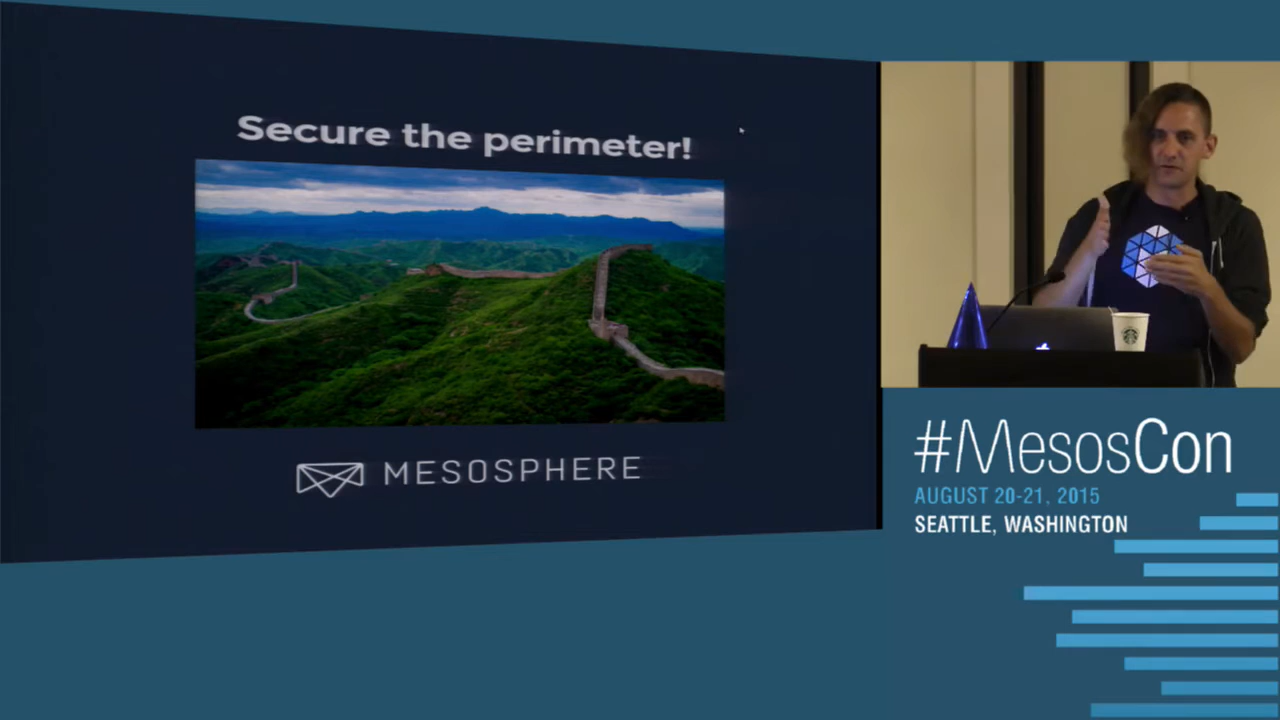 Secure the perimeter!
MESOSPHERE
#MesosCon
AUGUST 20-21, 2015
SEATTLE, WASHINGTON